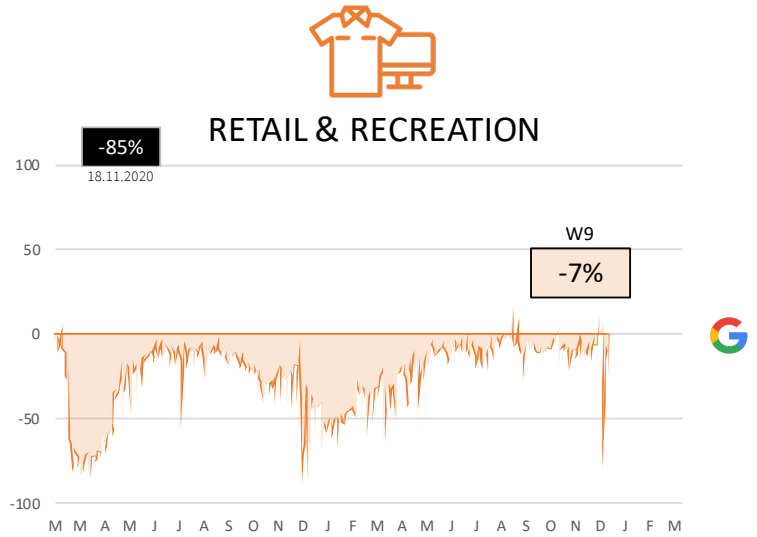 RETAIL & RECREATION
-85%
18.11.2020
W9
-7%
100
50
0
-50
-100
M M A M J J A S O N D J F M A M J J A S O N D J F M
G